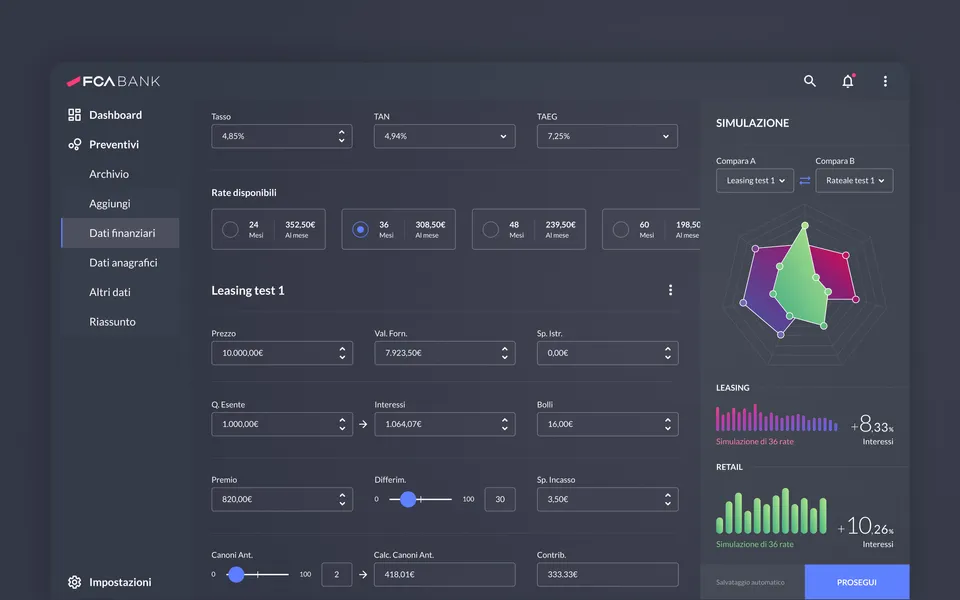 FCA BANK
Dashboard
Preventivi
Archivio
Aggiungi
Dati finanziari
Dati anagrafici
Altri dati
Riassunto
Impostazioni
Tasso TAN TAEG
4,85% 4,94% 7,25%
Rate disponibili
24 Mesi 352,50€ Al mese
36 Mesi 308,50€ Al mese
48 Mesi 239,50€ Al mese
60 Mesi 198,50 Al mese
Leasing test 1
Prezzo Val. Forn. Sp. Istr.
10.000,00€ 7.923,50€ 0,00€
Q. Esente Interessi Bolli
1.000,00€ 1.064,07€ 16,00€
Premio Differim. Sp. Incasso
820,00€ 0 100 30 3,50€
Canoni Ant. Calc. Canoni Ant. Contrib.
0 100 2 418,01€ 333.33€
SIMULAZIONE
Compara A Compara B
Leasing test 1 Rateale test 1
LEASING
+8,33%
Simulazione di 36 rate Interessi
RETAIL
+10,26%
Simulazione di 36 rate Interessi
Salvataggio automatico PROSEGUI